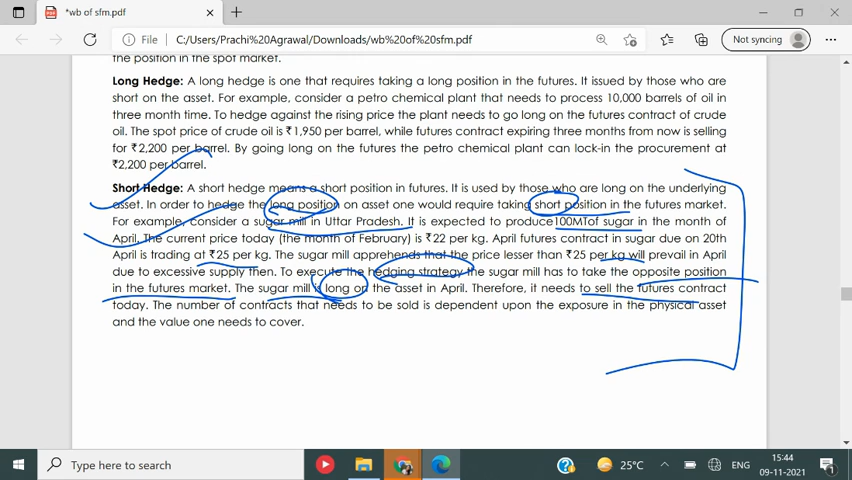 *wb of sfm.pdf
File
C:/Users/Prachi%20Agrawal/Downloads/wb%20of%20sfm.pdf
Not syncing
the position in the spot market.
Long Hedge: A long hedge is one that requires taking a long position in the futures. It issued by those who are
short on the asset. For example, consider a petro chemical plant that needs to process 10,000 barrels of oil in
three month time. To hedge against the rising price the plant needs to go long on the futures contract of crude
oil. The spot price of crude oil is ₹1,950 per barrel, while futures contract expiring three months from now is selling
for ₹2,200 per barrel. By going long on the futures the petro chemical plant can lock-in the procurement at
₹2,200 per barrel.
Short Hedge: A short hedge means a short position in futures. It is used by those who are long on the underlying
asset. In order to hedge the long position on asset one would require taking short position in the futures market.
For example, consider a sugar mill in Uttar Pradesh. It is expected to produce100MTof sugar in the month of
April. The current price today (the month of February) is ₹22 per kg. April futures contract in sugar due on 20th
April is trading at ₹25 per kg. The sugar mill apprehends that the price lesser than ₹25 per kg will prevail in April
due to excessive supply then. To execute the hedging strategy the sugar mill has to take the opposite position
in the futures market. The sugar mill is long on the asset in April. Therefore, it needs to sell the futures contract
today. The number of contracts that needs to be sold is dependent upon the exposure in the physical asset
and the value one needs to cover.
Type here to search
25°C
ENG
15:44
09-11-2021